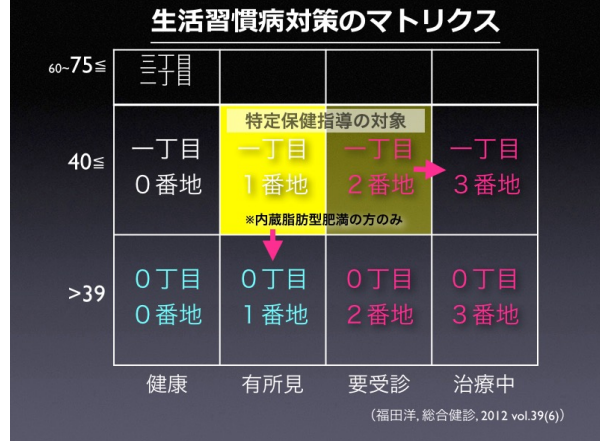 生活習慣病対策のマトリクス
60~75≦
三丁目
二丁目
特定保健指導の対象
40≦
一丁目
0番地
一丁目
1番地
一丁目
2番地
一丁目
3番地
※内蔵脂肪型肥満の方のみ
>39
0丁目
0番地
0丁目
1番地
0丁目
2番地
0丁目
3番地
健康
有所見
要受診
治療中
（福田洋, 総合健診, 2012 vol.39(6)）